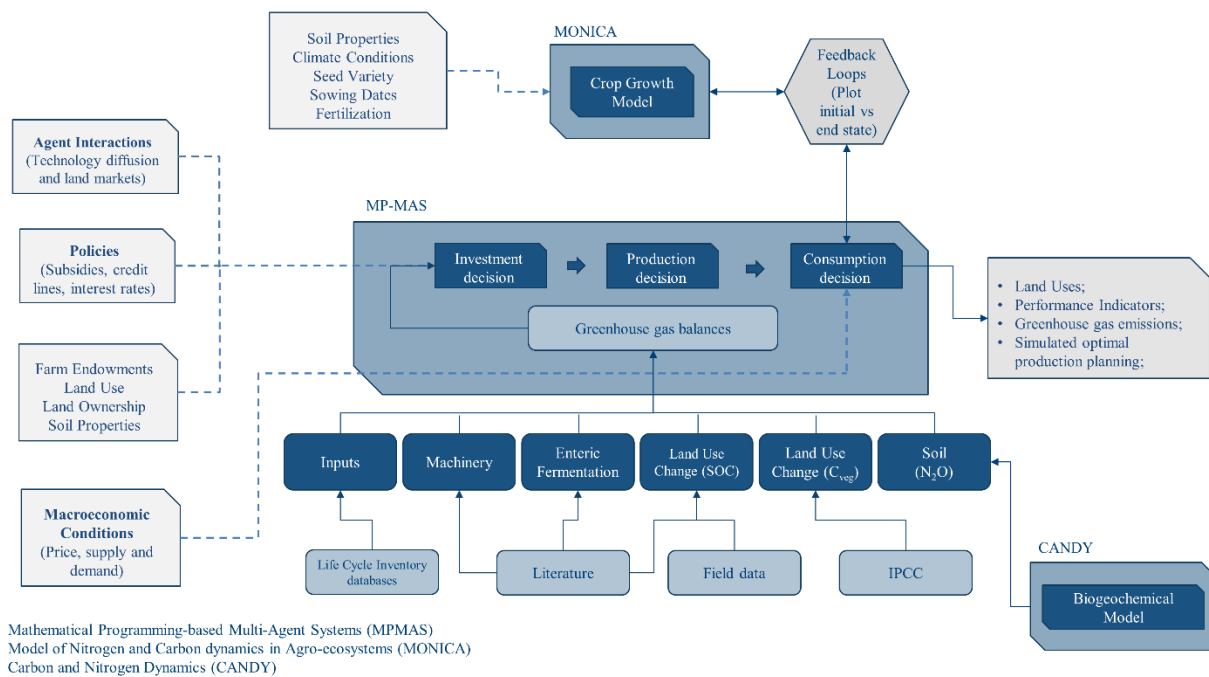 Soil Properties
Climate Conditions
Seed Variety
Sowing Dates
Fertilization
MONICA
Crop Growth
Model
Feedback
Loops
(Plot
initial vs
end state)
Agent Interactions
(Technology diffusion
and land markets)
Policies
(Subsidies, credit
lines, interest rates)
Farm Endowments
Land Use
Land Ownership
Soil Properties
Macroeconomic
Conditions
(Price, supply and
demand)
MP-MAS
Investment
decision
Production
decision
Consumption
decision
Greenhouse gas balances
• Land Uses;
• Performance Indicators;
• Greenhouse gas emissions;
• Simulated optimal
production planning;
Inputs
Machinery
Enteric
Fermentation
Land Use
Change (SOC)
Land Use
Change (Cveg)
Soil
(N₂O)
Life Cycle Inventory
databases
Literature
Field data
IPCC
CANDY
Biogeochemical
Model
Mathematical Programming-based Multi-Agent Systems (MPMAS)
Model of Nitrogen and Carbon dynamics in Agro-ecosystems (MONICA)
Carbon and Nitrogen Dynamics (CANDY)